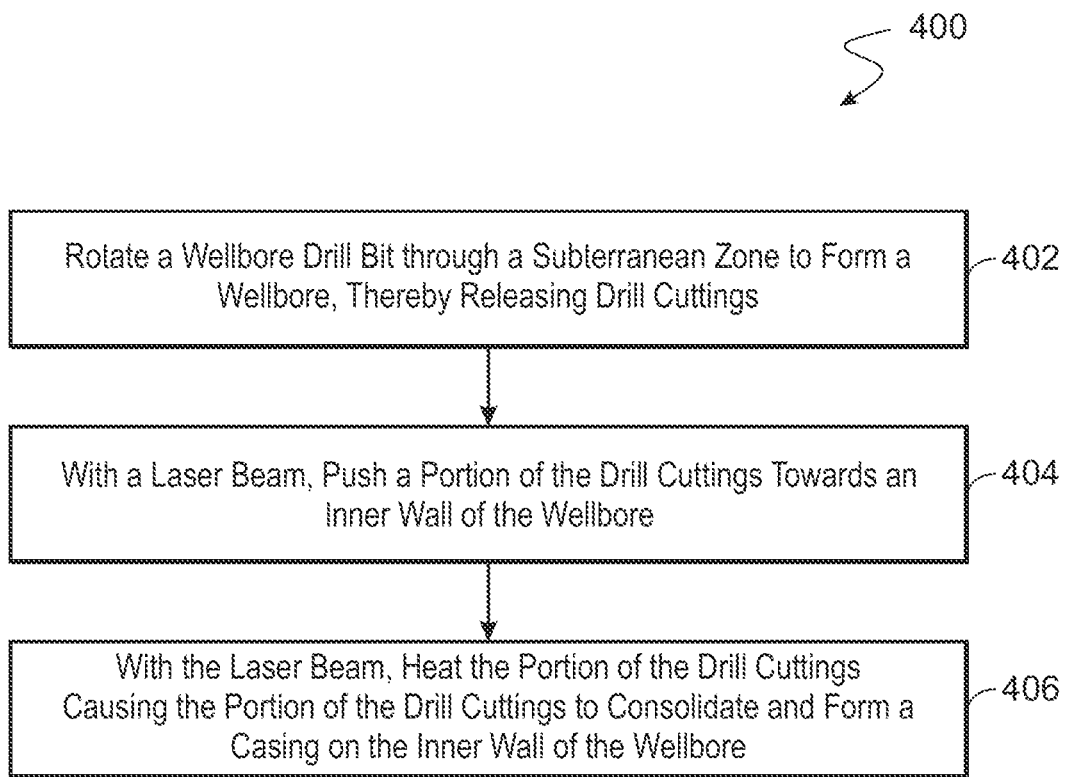 400
Rotate a Wellbore Drill Bit through a Subterranean Zone to Form a
Wellbore, Thereby Releasing Drill Cuttings
402
With a Laser Beam, Push a Portion of the Drill Cuttings Towards an
Inner Wall of the Wellbore
404
With the Laser Beam, Heat the Portion of the Drill Cuttings
Causing the Portion of the Drill Cuttings to Consolidate and Form a
Casing on the Inner Wall of the Wellbore
406